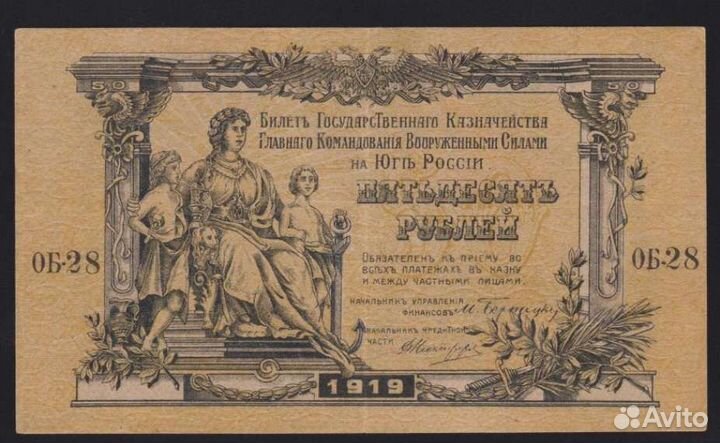 50
50
Билетъ Государственнаго Казначейства
Главнаго Командованія Вооруженными Силами
на Югѣ Россіи
ПЯТЬДЕСЯТЪ
РУБЛЕЙ
ОБ-28
ОБ-28
Обязателенъ къ пріему во
всѣхъ платежахъ въ казну
и между частными лицами.
Начальникъ управленія
финансовъ
Начальникъ кредитной
части
1919
Avito